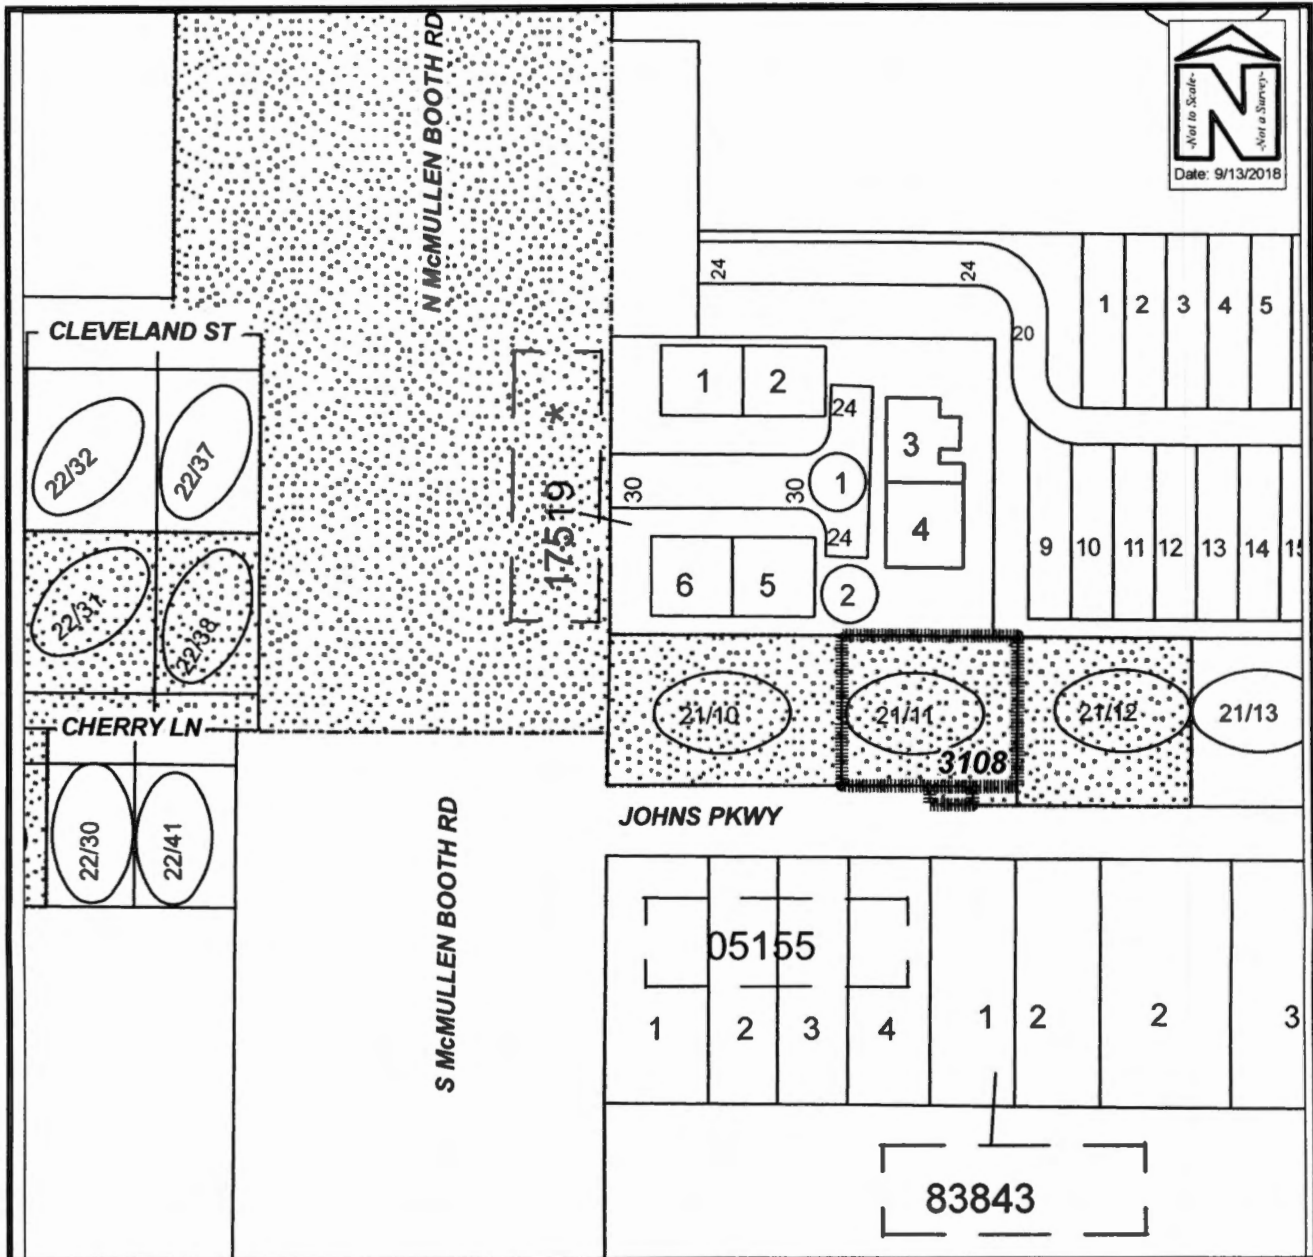 N McMULLEN BOOTH RD
-Not to Scale-
N
-Not a Survey-
Date: 9/13/2018
24
24
20
1 2 3 4 5
CLEVELAND ST
22/32
22/37
22/31
22/38
17519 *
1 2
24
3
30
30
1
24
4
6 5
2
9 10 11 12 13 14 15
21/10
21/11
21/12
21/13
3108
CHERRY LN
22/30
22/41
JOHNS PKWY
S McMULLEN BOOTH RD
05155
1 2 3 4 1 2 2 3
83843